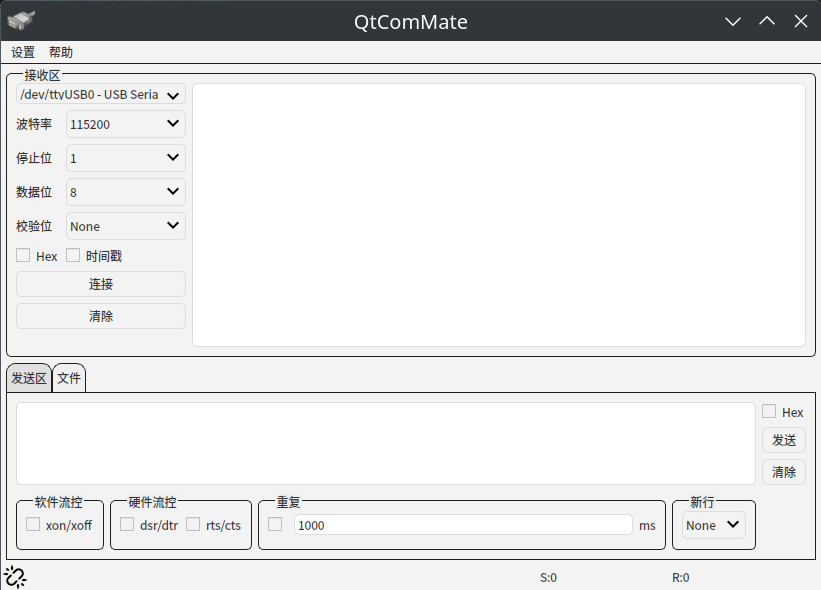 QtComMate
设置 帮助
接收区
/dev/ttyUSB0 - USB Seria
波特率 115200
停止位 1
数据位 8
校验位 None
Hex 时间戳
连接
清除
发送区 文件
Hex
发送
清除
软件流控 硬件流控 重复 新行
xon/xoff dsr/dtr rts/cts 1000 ms None
S:0 R:0